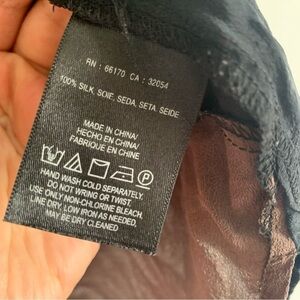 RN : 66170 CA : 32054
100% SILK, SOIE, SEDA, SETA, SEIDE
MADE IN CHINA/
HECHO EN CHINA/
FABRIQUE EN CHINE
HAND WASH COLD SEPARATELY
DO NOT WRING OR TWIST
USE ONLY NON-CHLORINE BLEACH,
LINE DRY, LOW IRON AS NEEDED,
MAY BE DRY CLEANED